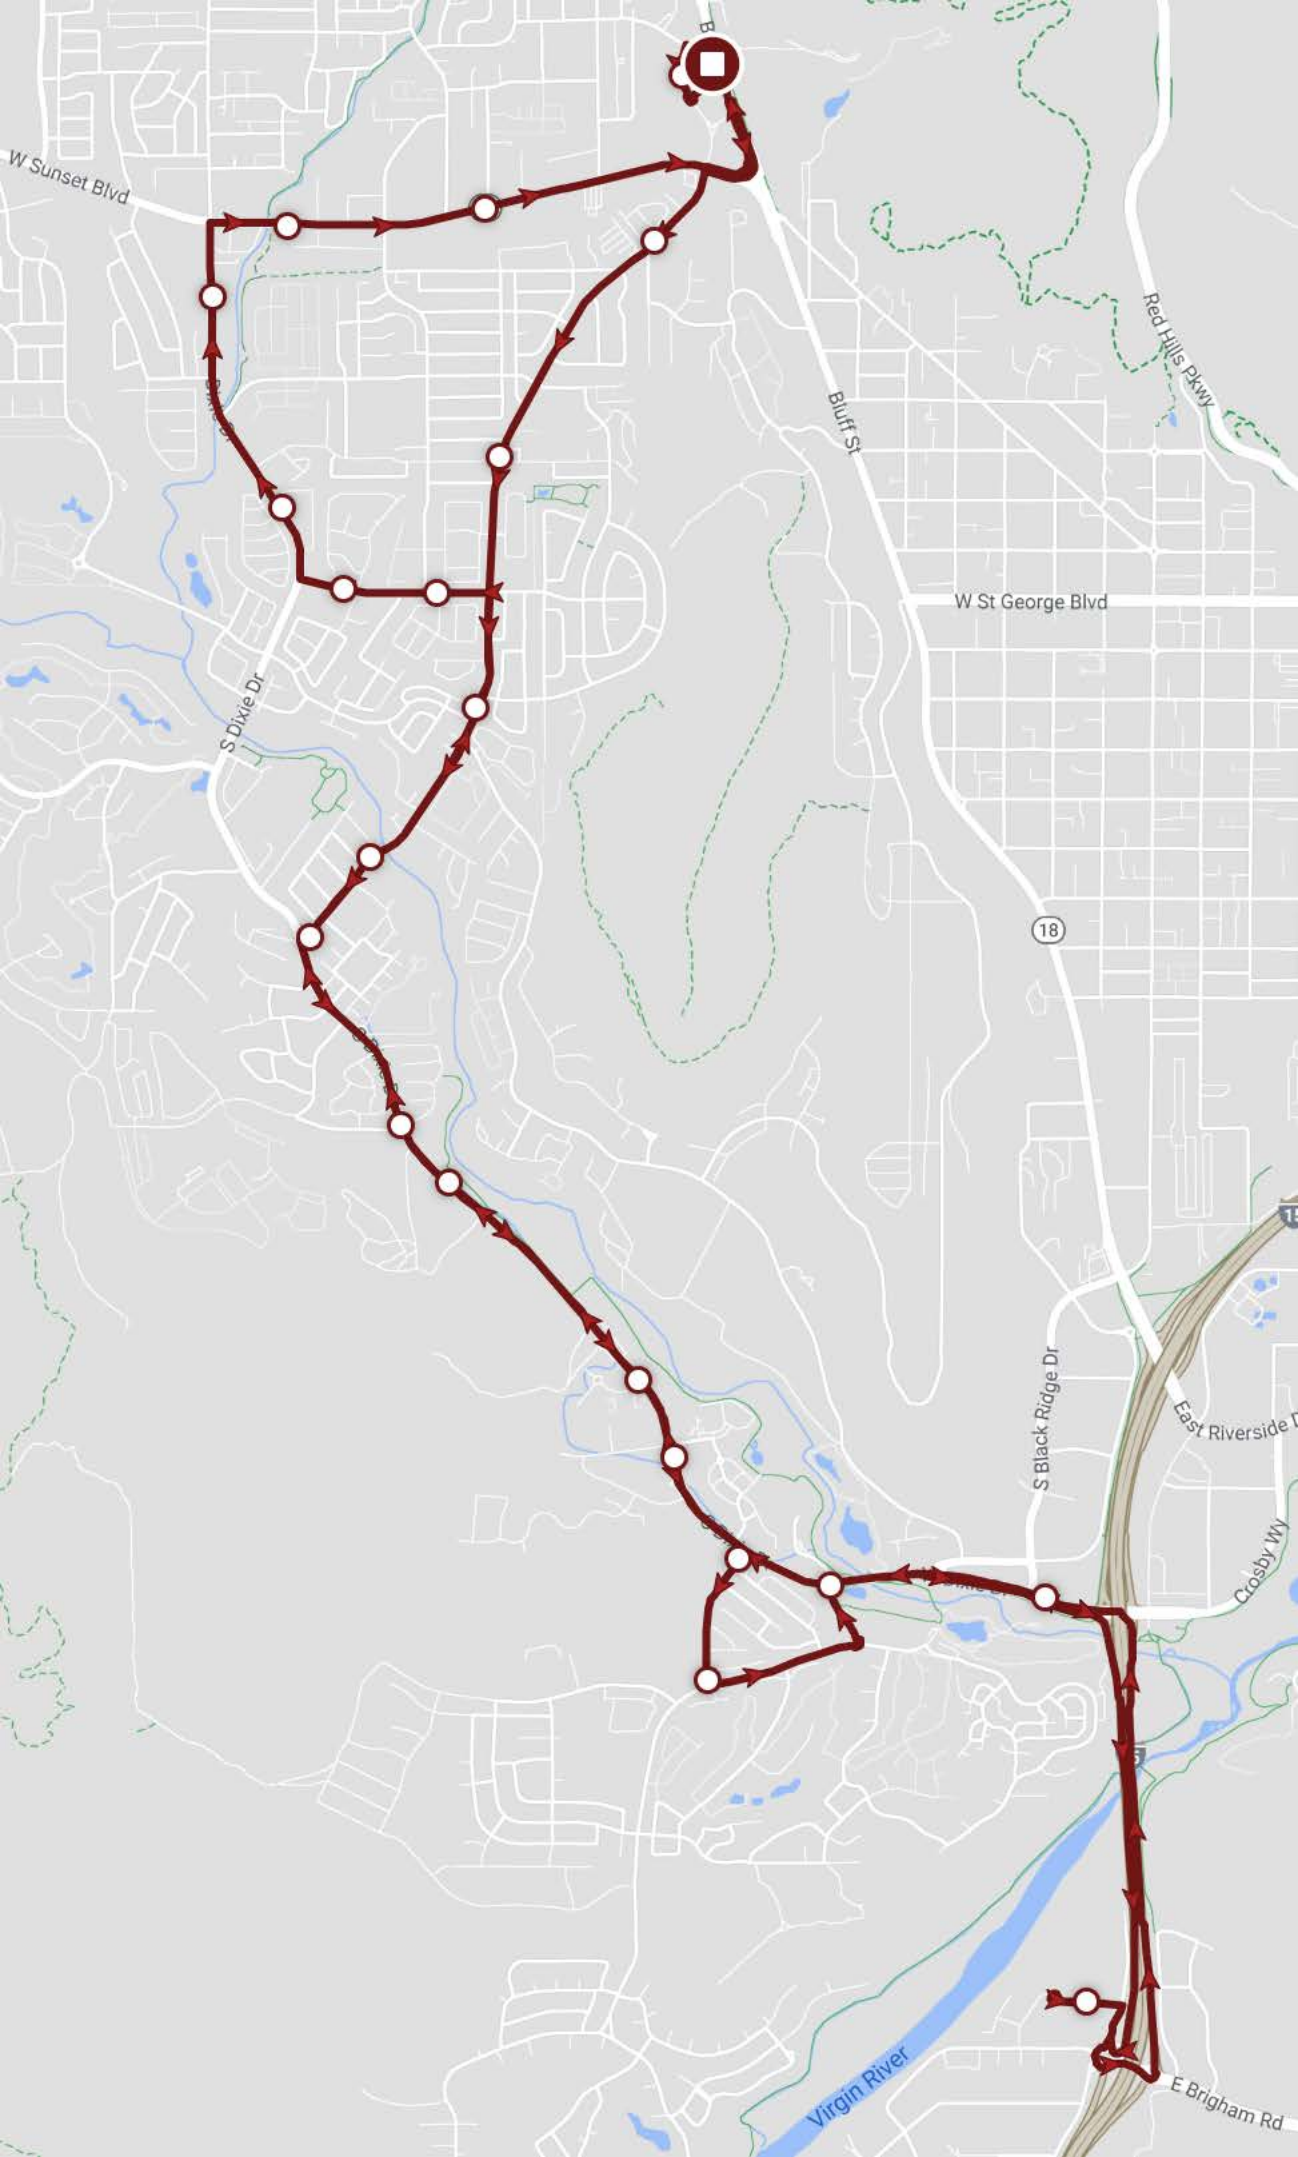 B
W Sunset Blvd
Red Hills Pkwy
Bluff St
W St George Blvd
S Dixie Dr
18
15
S Black Ridge Dr
East Riverside D
Crosby Wy
Virgin River
E Brigham Rd